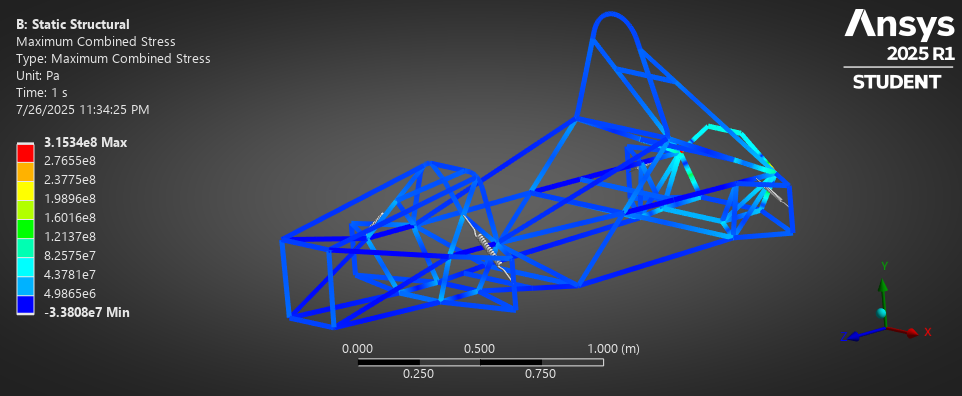 B: Static Structural
Maximum Combined Stress
Type: Maximum Combined Stress
Unit: Pa
Time: 1 s
7/26/2025 11:34:25 PM
3.1534e8 Max
2.7655e8
2.3775e8
1.9896e8
1.6016e8
1.2137e8
8.2575e7
4.3781e7
4.9865e6
-3.3808e7 Min
Ansys
2025 R1
STUDENT
Y
X
Z
0.000 0.500 1.000 (m)
0.250 0.750